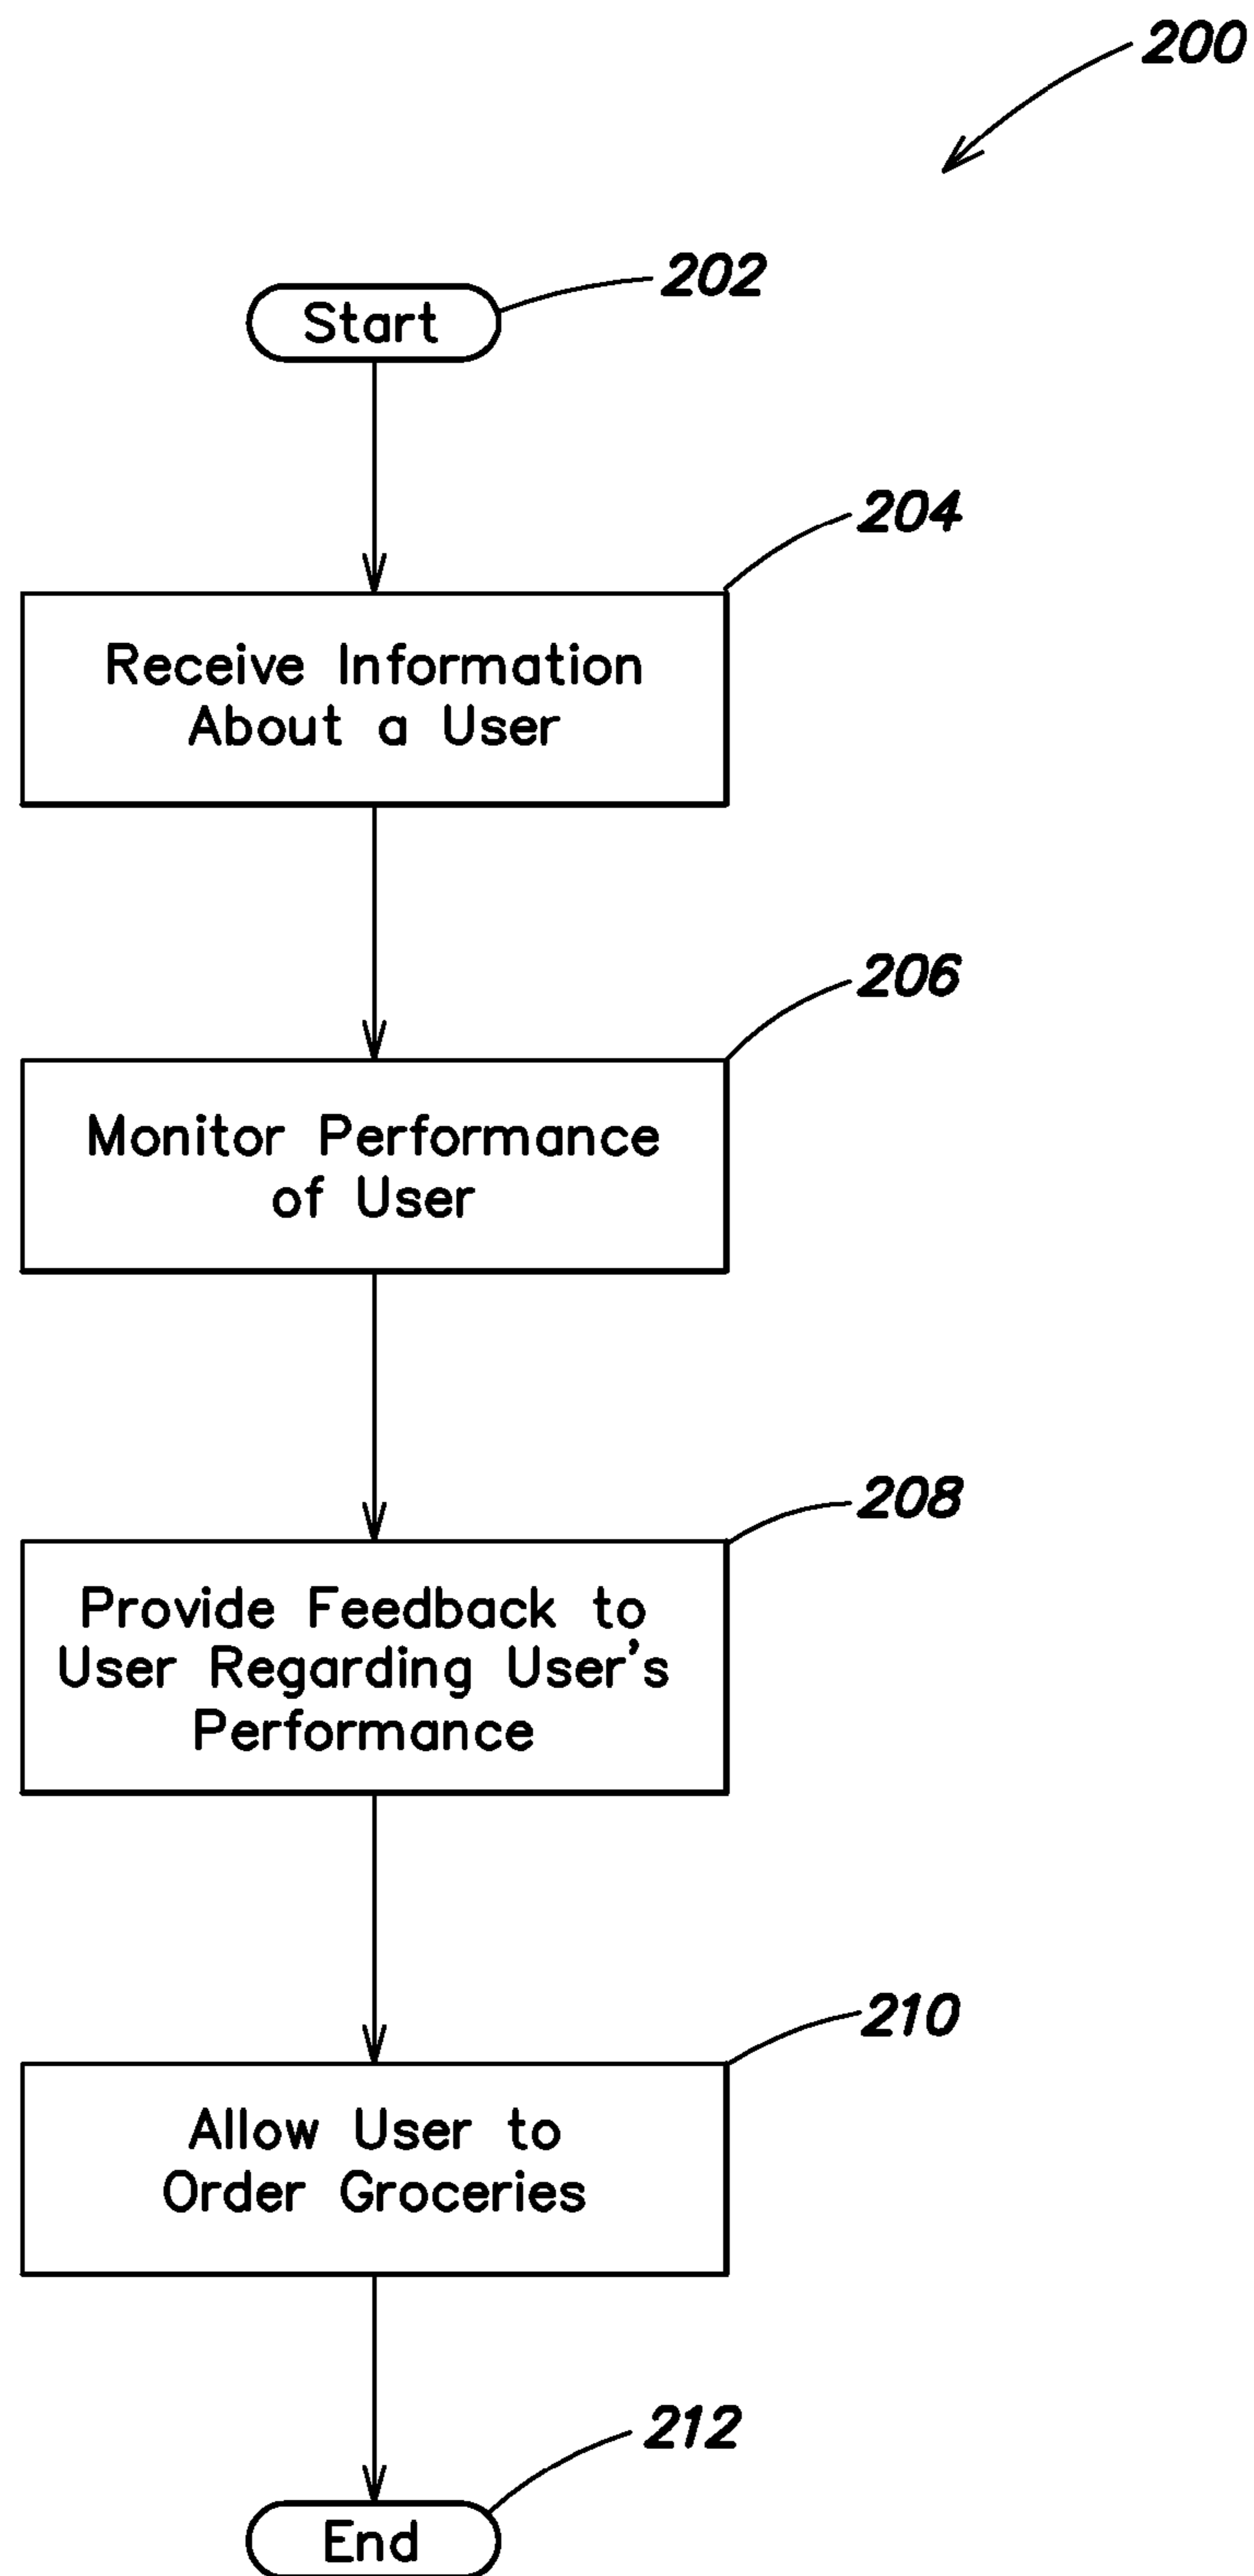 200
202
Start
204
Receive Information
About a User
206
Monitor Performance
of User
208
Provide Feedback to
User Regarding User's
Performance
210
Allow User to
Order Groceries
212
End